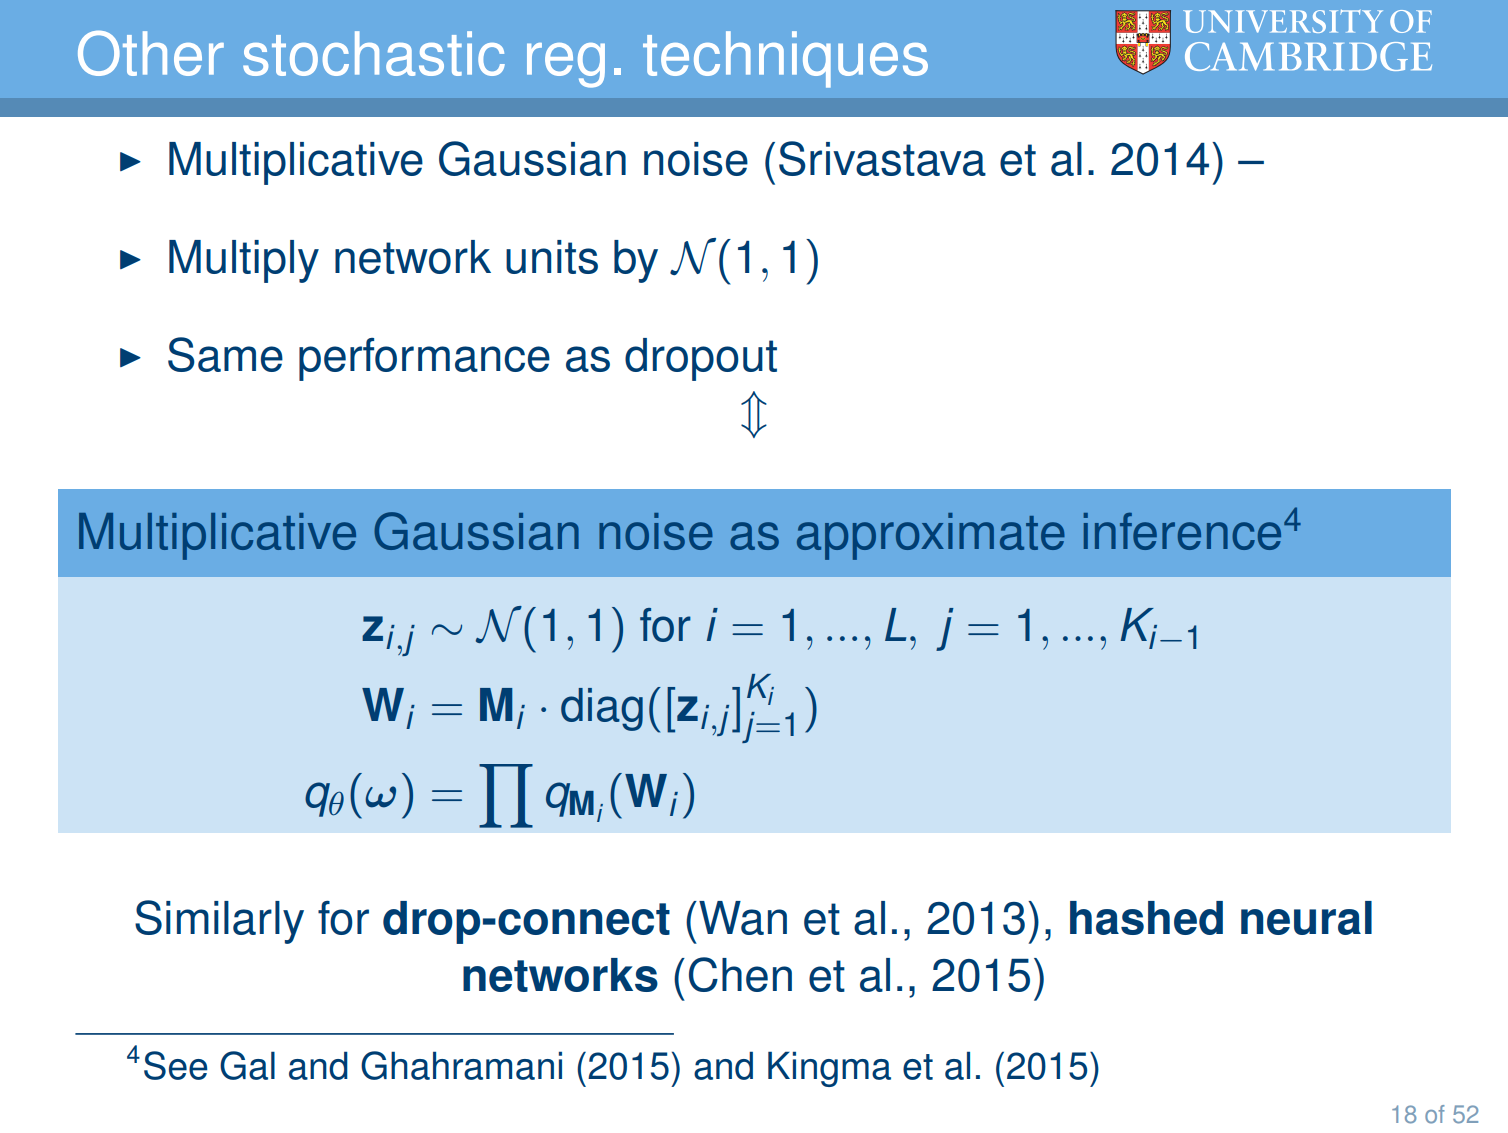 Other stochastic reg. techniques
UNIVERSITY OF
CAMBRIDGE
▶ Multiplicative Gaussian noise (Srivastava et al. 2014) –
▶ Multiply network units by 𝒩(1, 1)
▶ Same performance as dropout
⇕
Multiplicative Gaussian noise as approximate inference⁴
z_{i,j} ∼ 𝒩(1, 1) for i = 1, ..., L, j = 1, ..., K_{i−1}
W_i = M_i · diag([z_{i,j}]_{j=1}^{K_i})
q_θ(ω) = ∏ q_{M_i}(W_i)
Similarly for drop-connect (Wan et al., 2013), hashed neural
networks (Chen et al., 2015)
⁴See Gal and Ghahramani (2015) and Kingma et al. (2015)
18 of 52